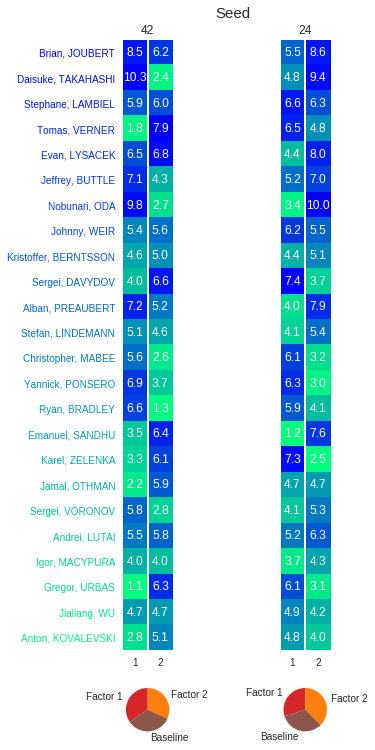 Seed
42 24
Brian, JOUBERT 8.5 6.2 5.5 8.6
Daisuke, TAKAHASHI 10.3 2.4 4.8 9.4
Stephane, LAMBIEL 5.9 6.0 6.6 6.3
Tomas, VERNER 1.8 7.9 6.5 4.8
Evan, LYSACEK 6.5 6.8 4.4 8.0
Jeffrey, BUTTLE 7.1 4.3 5.2 7.0
Nobunari, ODA 9.8 2.7 3.4 10.0
Johnny, WEIR 5.4 5.6 6.2 5.5
Kristoffer, BERNTSSON 4.6 5.0 4.4 5.1
Sergei, DAVYDOV 4.0 6.6 7.4 3.7
Alban, PREAUBERT 7.2 5.2 4.0 7.9
Stefan, LINDEMANN 5.1 4.6 4.1 5.4
Christopher, MABEE 5.6 2.6 6.1 3.2
Yannick, PONSERO 6.9 3.7 6.3 3.0
Ryan, BRADLEY 6.6 1.3 5.9 4.1
Emanuel, SANDHU 3.5 6.4 1.2 7.6
Karel, ZELENKA 3.3 6.1 7.3 2.5
Jamal, OTHMAN 2.2 5.9 4.7 4.7
Sergei, VORONOV 5.8 2.8 4.1 5.3
Andrei, LUTAI 5.5 5.8 5.2 6.3
Igor, MACYPURA 4.0 4.0 3.7 4.3
Gregor, URBAS 1.1 6.3 6.1 3.1
Jialiang, WU 4.7 4.7 4.9 4.2
Anton, KOVALEVSKI 2.8 5.1 4.8 4.0
1 2 1 2
Factor 1 Factor 2 Factor 1 Factor 2
Baseline Baseline